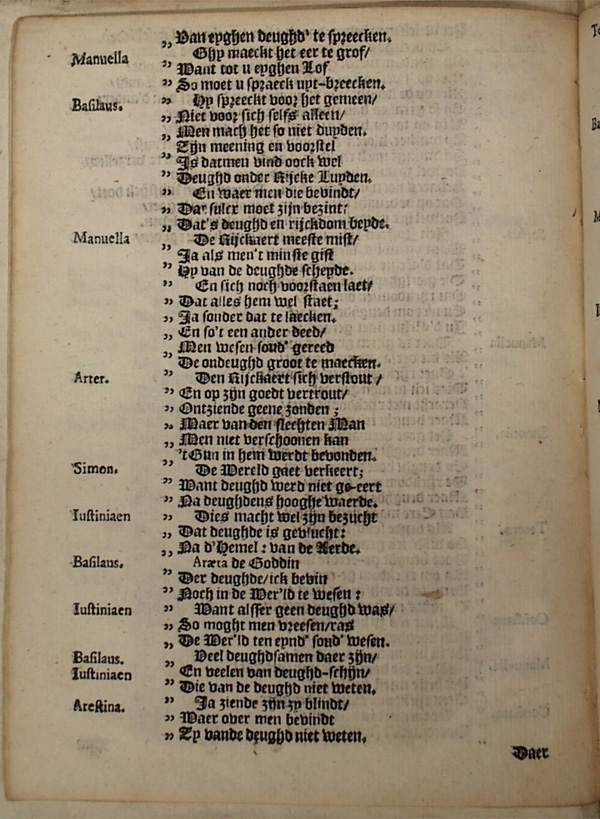 „ Van eyghen deughd' te spreecken.
Manuella „ Ghy maeckt het eer te grof/
” Want tot u eyghen Lof
” So moet u spraeck uyt-breecken.
Basilaus. ” Hy spreeckt voor het gemeen/
„ Niet voor sich selfs alleen/
„ Men mach het so niet duyden.
” Zijn meening en voorstel
” Is datmen vind oock wel
” Deughd onder Rijcke Luyden.
” En waer men die bevindt/
” Dar sulcx moet zijn bezint:
„ Dat's deughd en rijckdom beyde.
Manuella „ De Rijckaert meeste mist/
” Ja als men't minste gist
” Hy van de deughde scheyde.
” En sich noch voorstaen laet/
„ Dat alles hem wel staet;
„ Ja sonder dat te laecken.
„ En so't een ander deed/
„ Men wesen soud' gereed
” De ondeughd groot te maecken.
Arter. ” Den Rijckaert sich verstout/
” En op zijn goedt vertrout/
” Ontziende geene zonden;
„ Maer van den slechten Man
„ Men niet verschoonen kan
„ 't Gun in hem werdt bevonden.
Simon. ” De Wereld gaet verkeert;
” Want deughd werd niet ge-eert
” Na deughdens hooghe waerde.
Iustiniaen ” Dies macht wel zijn bezucht
” Dat deughde is gevlucht:
„ Na d'Hemel: van de Aerde.
Basilaus. ” Aræta de Goddin
” Der deughde/ick bevin
” Noch in de Wer'ld te wesen:
Iustiniaen ” Want alsser geen deughd was/
” So moght men vreesen/ras
„ De Wer'ld ten eynd' soud' wesen.
Basilaus. „ Veel deughdsamen daer zijn/
Iustiniaen ” En veelen van deughd-schijn/
” Die van de deughd niet weten.
Arestina. ” Ja ziende zijn zy blindt/
” Waer over men bevindt
” Zy vande deughd niet weten.
Daer